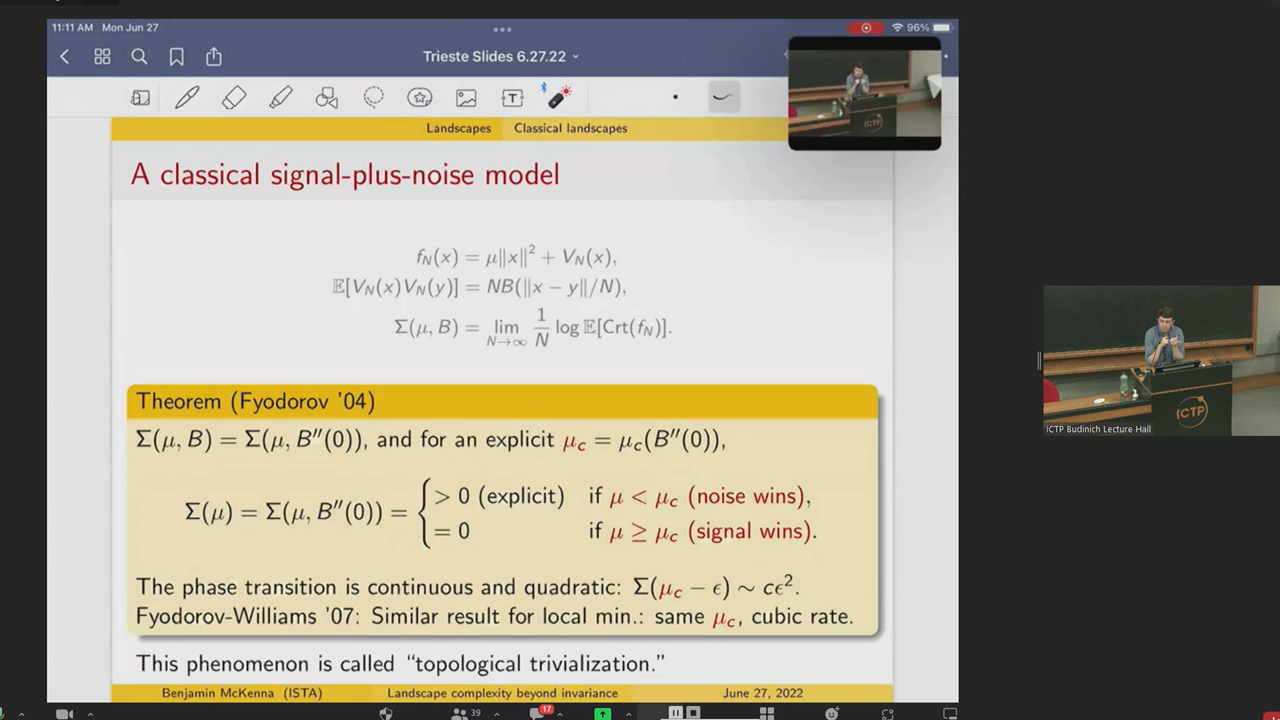 11:11 AM Mon Jun 27
96%
Trieste Slides 6.27.22
Landscapes Classical landscapes
A classical signal-plus-noise model
f_N(x) = μ‖x‖² + V_N(x),
𝔼[V_N(x)V_N(y)] = NB(‖x − y‖/N),
Σ(μ, B) = lim_{N→∞} 1/N log 𝔼[Crt(f_N)].
Theorem (Fyodorov '04)
Σ(μ, B) = Σ(μ, B″(0)), and for an explicit μ_c = μ_c(B″(0)),
Σ(μ) = Σ(μ, B″(0)) = { > 0 (explicit) if μ < μ_c (noise wins),
= 0 if μ ≥ μ_c (signal wins).
The phase transition is continuous and quadratic: Σ(μ_c − ϵ) ∼ cϵ².
Fyodorov-Williams '07: Similar result for local min.: same μ_c, cubic rate.
This phenomenon is called “topological trivialization.”
Benjamin McKenna (ISTA) Landscape complexity beyond invariance June 27, 2022
ICTP
ICTP
ICTP Budinich Lecture Hall
39
17